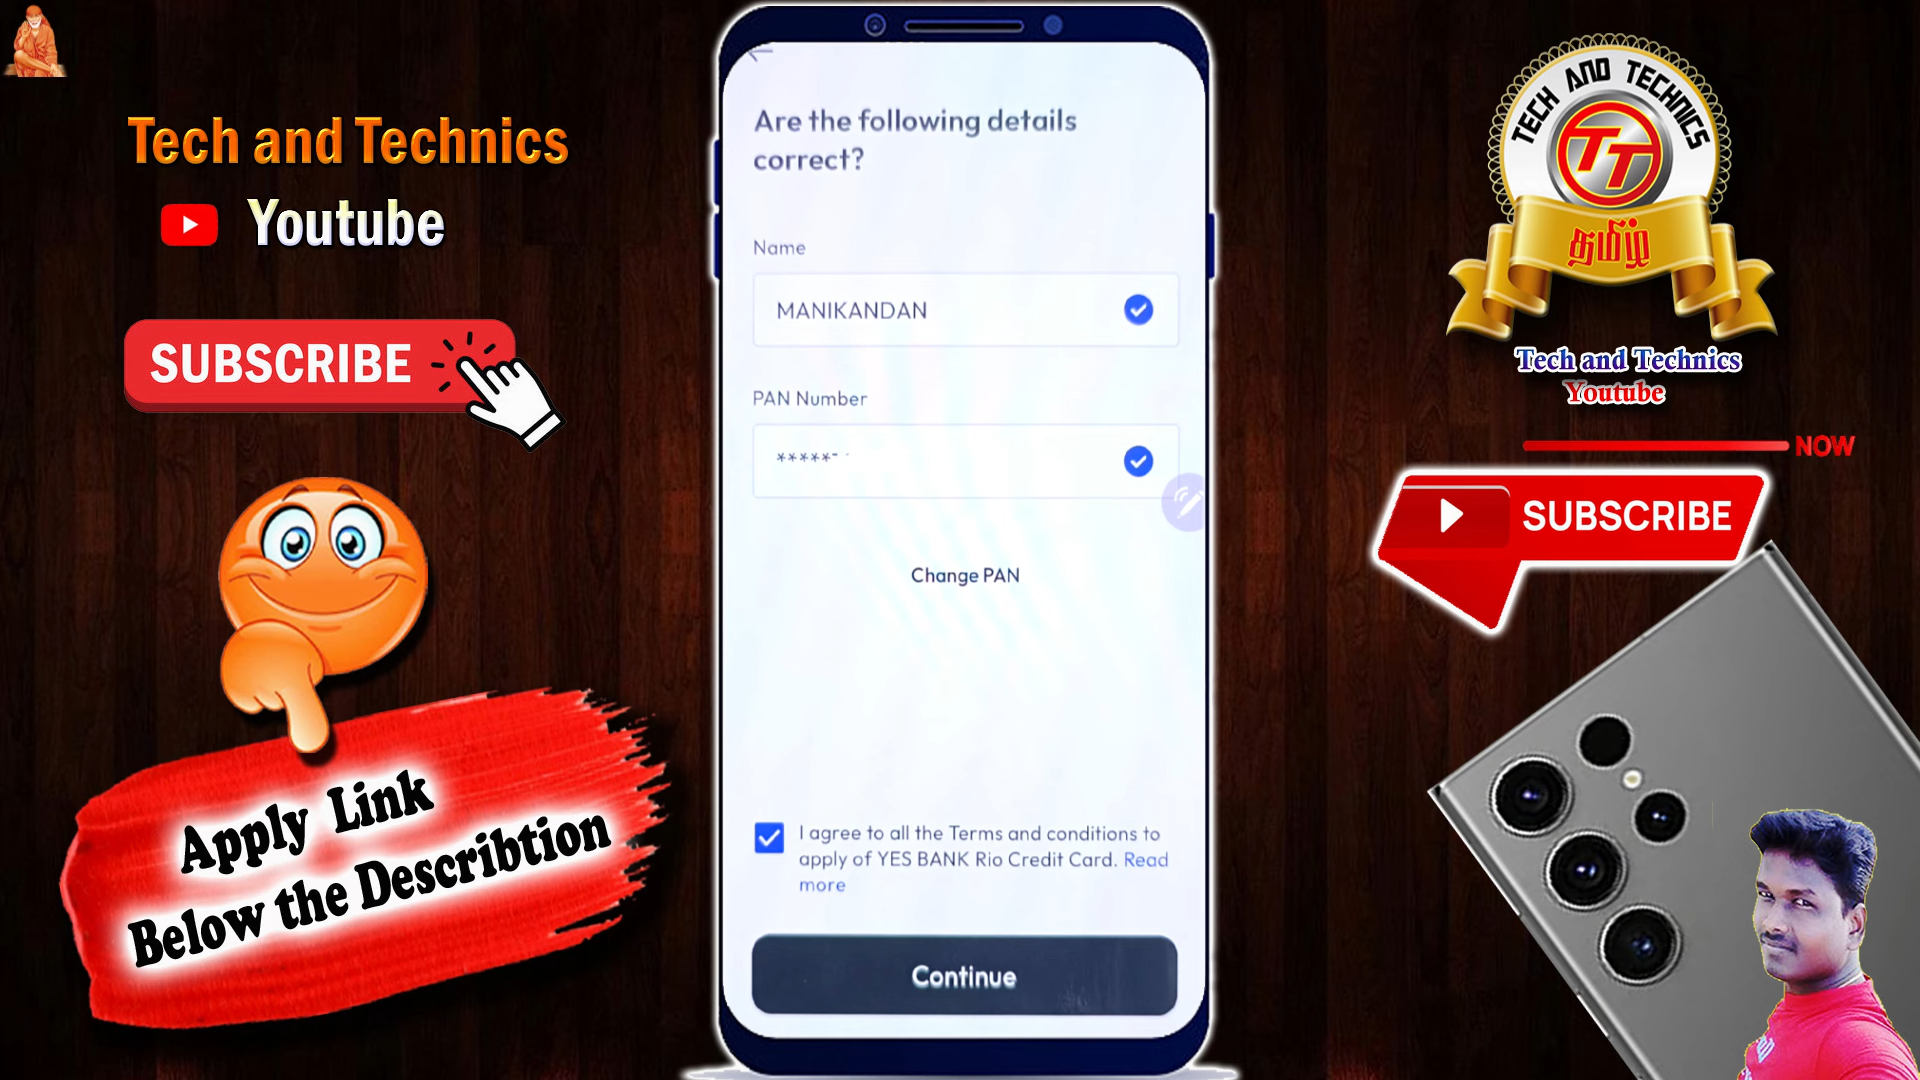 Tech and Technics
Youtube
SUBSCRIBE
Apply Link
Below the Describtion
Are the following details
correct?
Name
MANIKANDAN
PAN Number
*****
Change PAN
I agree to all the Terms and conditions to
apply of YES BANK Rio Credit Card. Read
more
Continue
TECH AND TECHNICS
TT
தமிழ்
Tech and Technics
Youtube
NOW
SUBSCRIBE